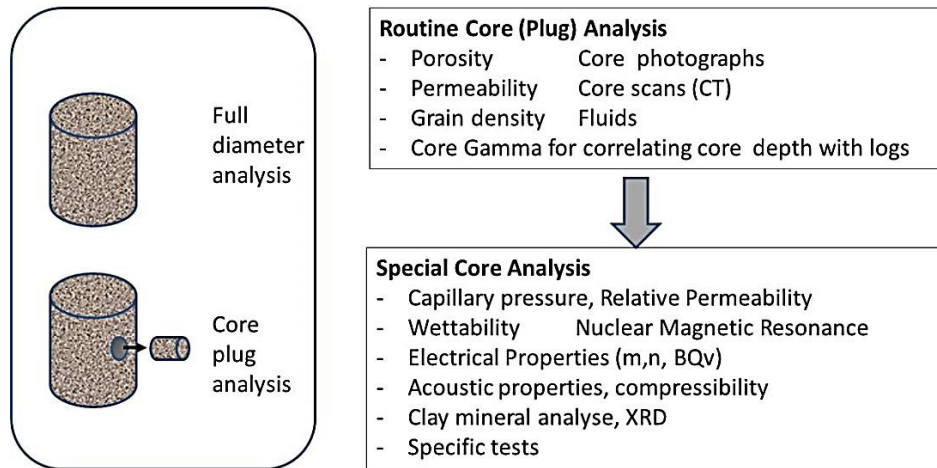 Full
diameter
analysis
Core
plug
analysis
Routine Core (Plug) Analysis
- Porosity Core photographs
- Permeability Core scans (CT)
- Grain density Fluids
- Core Gamma for correlating core depth with logs
Special Core Analysis
- Capillary pressure, Relative Permeability
- Wettability Nuclear Magnetic Resonance
- Electrical Properties (m,n, BQv)
- Acoustic properties, compressibility
- Clay mineral analyse, XRD
- Specific tests